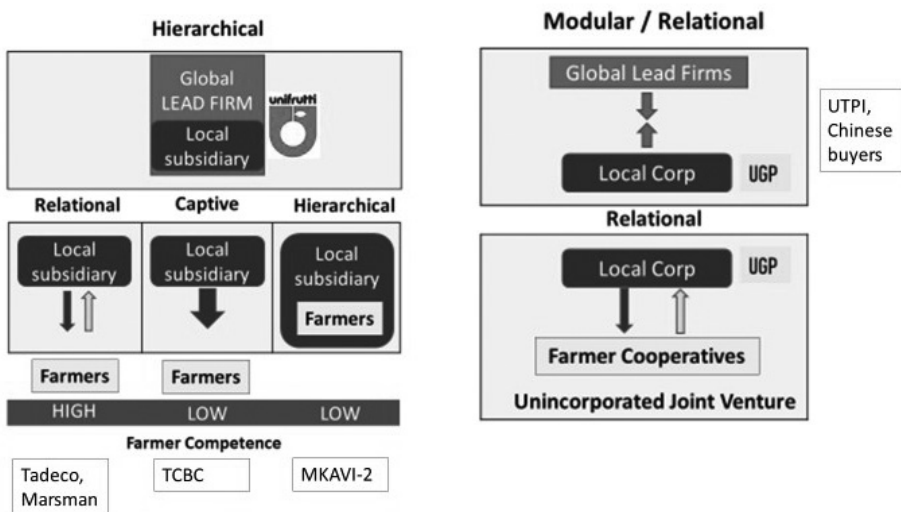 Hierarchical
Global
LEAD FIRM
Local
subsidiary
unifrutti
Relational
Captive
Hierarchical
Local
subsidiary
Local
subsidiary
Local
subsidiary
Farmers
Farmers
Farmers
HIGH
LOW
LOW
Farmer Competence
Tadeco,
Marsman
TCBC
MKAVI-2
Modular / Relational
Global Lead Firms
Local Corp
UGP
UTPI,
Chinese
buyers
Relational
Local Corp
UGP
Farmer Cooperatives
Unincorporated Joint Venture